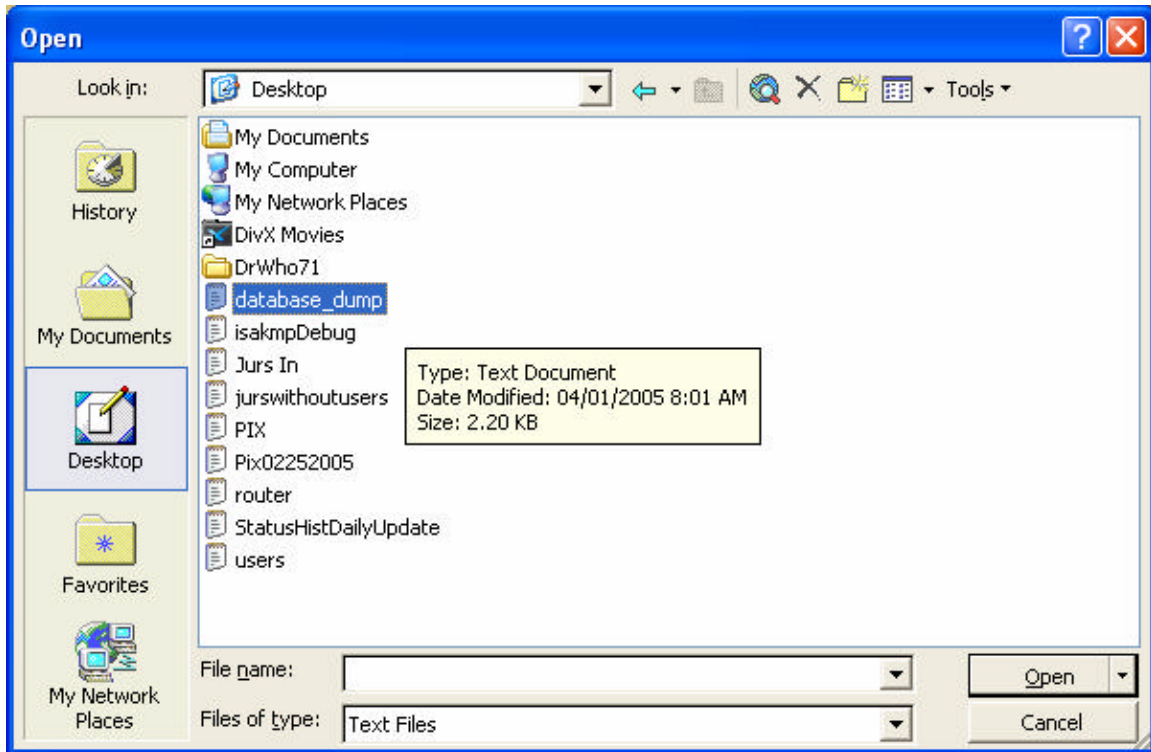 Open
Look in:
Desktop
Tools
History
My Documents
Desktop
Favorites
My Network
Places
My Documents
My Computer
My Network Places
DivX Movies
DrWho71
database_dump
isakmpDebug
Jurs In
jurswithoutusers
PIX
Pix02252005
router
StatusHistDailyUpdate
users
Type: Text Document
Date Modified: 04/01/2005 8:01 AM
Size: 2.20 KB
File name:
Open
Files of type:
Text Files
Cancel